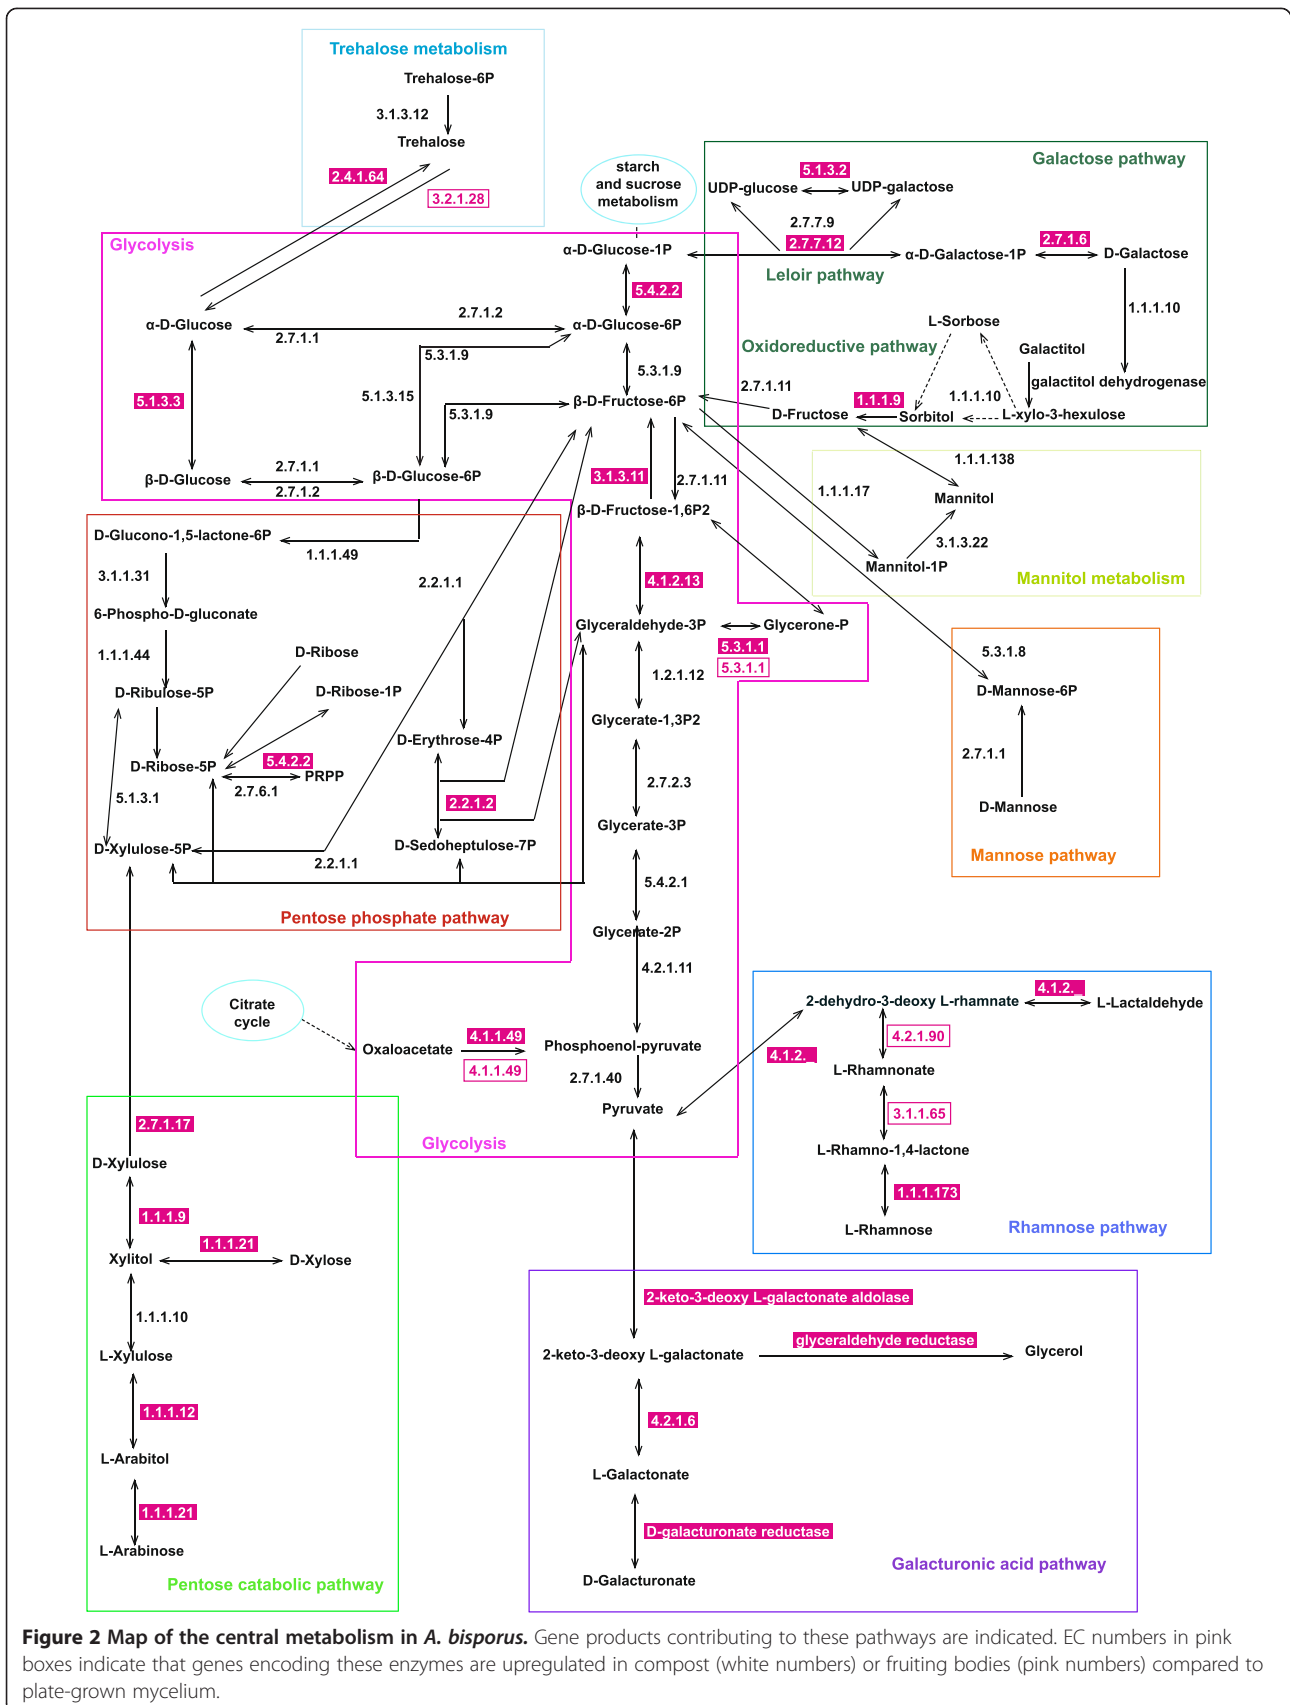 Trehalose metabolism
Trehalose-6P
3.1.3.12
Trehalose
2.4.1.64
3.2.1.28
starch
and sucrose
metabolism
Galactose pathway
5.1.3.2
UDP-glucose
UDP-galactose
2.7.7.9
2.7.7.12
Leloir pathway
α-D-Galactose-1P
2.7.1.6
D-Galactose
1.1.1.10
L-Sorbose
Oxidoreductive pathway
Galactitol
galactitol dehydrogenase
2.7.1.11
D-Fructose
1.1.1.9
Sorbitol
1.1.1.10
L-xylo-3-hexulose
Glycolysis
α-D-Glucose-1P
5.4.2.2
α-D-Glucose
2.7.1.2
2.7.1.1
α-D-Glucose-6P
5.3.1.9
5.3.1.9
5.1.3.3
5.1.3.15
5.3.1.9
β-D-Fructose-6P
β-D-Glucose
2.7.1.1
2.7.1.2
β-D-Glucose-6P
3.1.3.11
2.7.1.11
β-D-Fructose-1,6P2
1.1.1.138
1.1.1.17
Mannitol
3.1.3.22
Mannitol-1P
Mannitol metabolism
D-Glucono-1,5-lactone-6P
1.1.1.49
3.1.1.31
6-Phospho-D-gluconate
1.1.1.44
D-Ribose
D-Ribulose-5P
D-Ribose-1P
D-Ribose-5P
5.4.2.2
PRPP
2.7.6.1
5.1.3.1
D-Xylulose-5P
2.2.1.1
2.2.1.1
D-Erythrose-4P
2.2.1.2
D-Sedoheptulose-7P
Pentose phosphate pathway
4.1.2.13
Glyceraldehyde-3P
Glycerone-P
5.3.1.1
5.3.1.1
1.2.1.12
Glycerate-1,3P2
2.7.2.3
Glycerate-3P
5.4.2.1
Glycerate-2P
4.2.1.11
5.3.1.8
D-Mannose-6P
2.7.1.1
D-Mannose
Mannose pathway
Citrate
cycle
Oxaloacetate
4.1.1.49
4.1.1.49
Phosphoenol-pyruvate
2.7.1.40
Pyruvate
Glycolysis
2-dehydro-3-deoxy L-rhamnate
4.1.2._
L-Lactaldehyde
4.1.2._
4.2.1.90
L-Rhamnonate
3.1.1.65
L-Rhamno-1,4-lactone
1.1.1.173
L-Rhamnose
Rhamnose pathway
2.7.1.17
D-Xylulose
1.1.1.9
Xylitol
1.1.1.21
D-Xylose
1.1.1.10
L-Xylulose
1.1.1.12
L-Arabitol
1.1.1.21
L-Arabinose
Pentose catabolic pathway
2-keto-3-deoxy L-galactonate aldolase
2-keto-3-deoxy L-galactonate
glyceraldehyde reductase
Glycerol
4.2.1.6
L-Galactonate
D-galacturonate reductase
D-Galacturonate
Galacturonic acid pathway
Figure 2 Map of the central metabolism in A. bisporus. Gene products contributing to these pathways are indicated. EC numbers in pink
boxes indicate that genes encoding these enzymes are upregulated in compost (white numbers) or fruiting bodies (pink numbers) compared to
plate-grown mycelium.